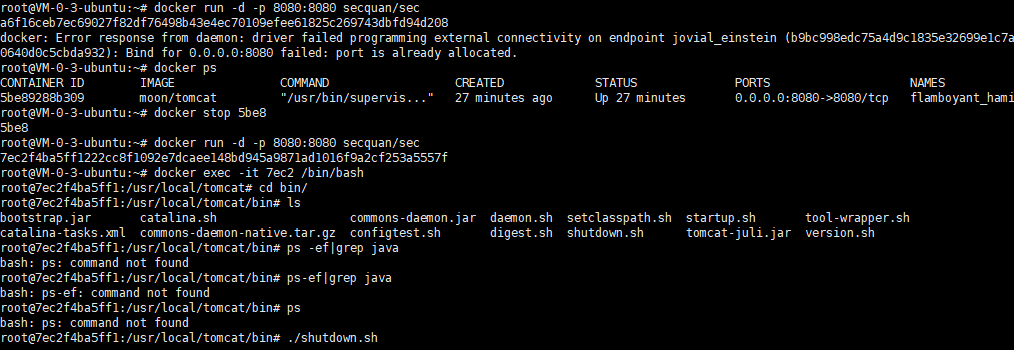 root@VM-0-3-ubuntu:~# docker run -d -p 8080:8080 secquan/sec
a6f16ceb7ec69027f82df76498b43e4ec70109efee61825c269743dbfd94d208
docker: Error response from daemon: driver failed programming external connectivity on endpoint jovial_einstein (b9bc998edc75a4d9c1835e32699e1c7a
0640d0c5cbda932): Bind for 0.0.0.0:8080 failed: port is already allocated.
root@VM-0-3-ubuntu:~# docker ps
CONTAINER ID IMAGE COMMAND CREATED STATUS PORTS NAMES
5be89288b309 moon/tomcat "/usr/bin/supervis..." 27 minutes ago Up 27 minutes 0.0.0.0:8080->8080/tcp flamboyant_hami
root@VM-0-3-ubuntu:~# docker stop 5be8
5be8
root@VM-0-3-ubuntu:~# docker run -d -p 8080:8080 secquan/sec
7ec2f4ba5ff1222cc8f1092e7dcaee148bd945a9871ad1016f9a2cf253a5557f
root@VM-0-3-ubuntu:~# docker exec -it 7ec2 /bin/bash
root@7ec2f4ba5ff1:/usr/local/tomcat# cd bin/
root@7ec2f4ba5ff1:/usr/local/tomcat/bin# ls
bootstrap.jar catalina.sh commons-daemon.jar daemon.sh setclasspath.sh startup.sh tool-wrapper.sh
catalina-tasks.xml commons-daemon-native.tar.gz configtest.sh digest.sh shutdown.sh tomcat-juli.jar version.sh
root@7ec2f4ba5ff1:/usr/local/tomcat/bin# ps -ef|grep java
bash: ps: command not found
root@7ec2f4ba5ff1:/usr/local/tomcat/bin# ps-ef|grep java
bash: ps-ef: command not found
root@7ec2f4ba5ff1:/usr/local/tomcat/bin# ps
bash: ps: command not found
root@7ec2f4ba5ff1:/usr/local/tomcat/bin# ./shutdown.sh